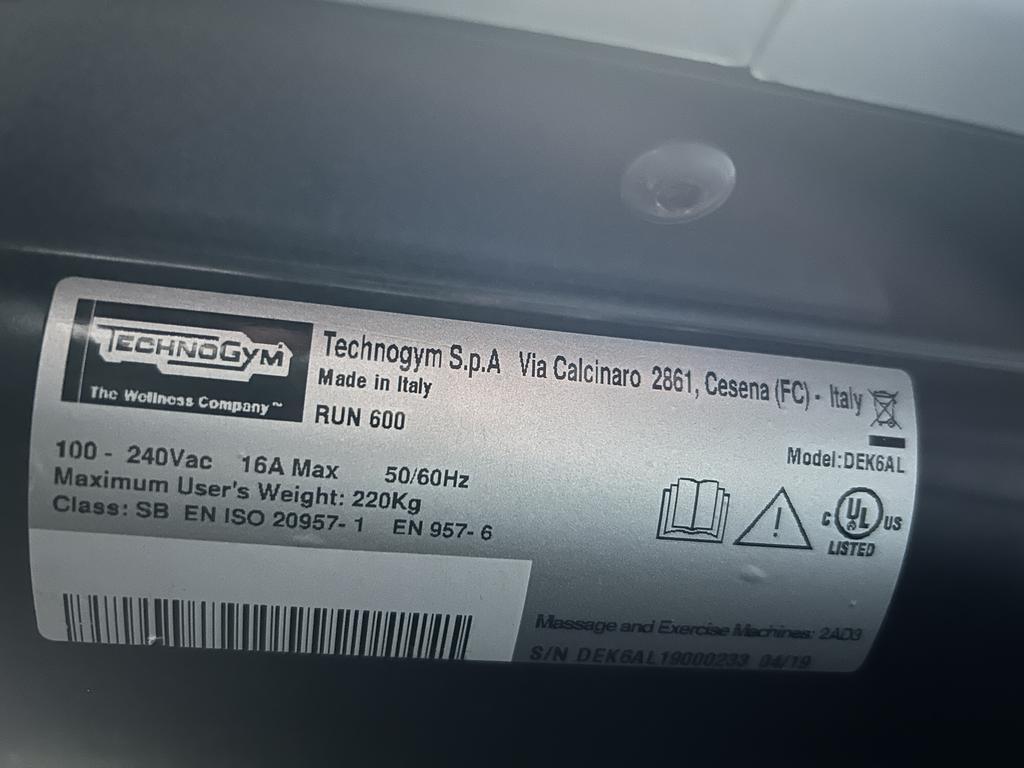 TECHNOGYM
The Wellness Company™
Technogym S.p.A Via Calcinaro 2861, Cesena (FC) - Italy
Made in Italy
RUN 600
Model:DEK6AL
100 - 240Vac 16A Max 50/60Hz
Maximum User's Weight: 220Kg
Class: SB EN ISO 20957-1 EN 957-6
C UL ® US
LISTED
Massage and Exercise Machines: 2AD3
S/N DEK6AL19000233 04/19